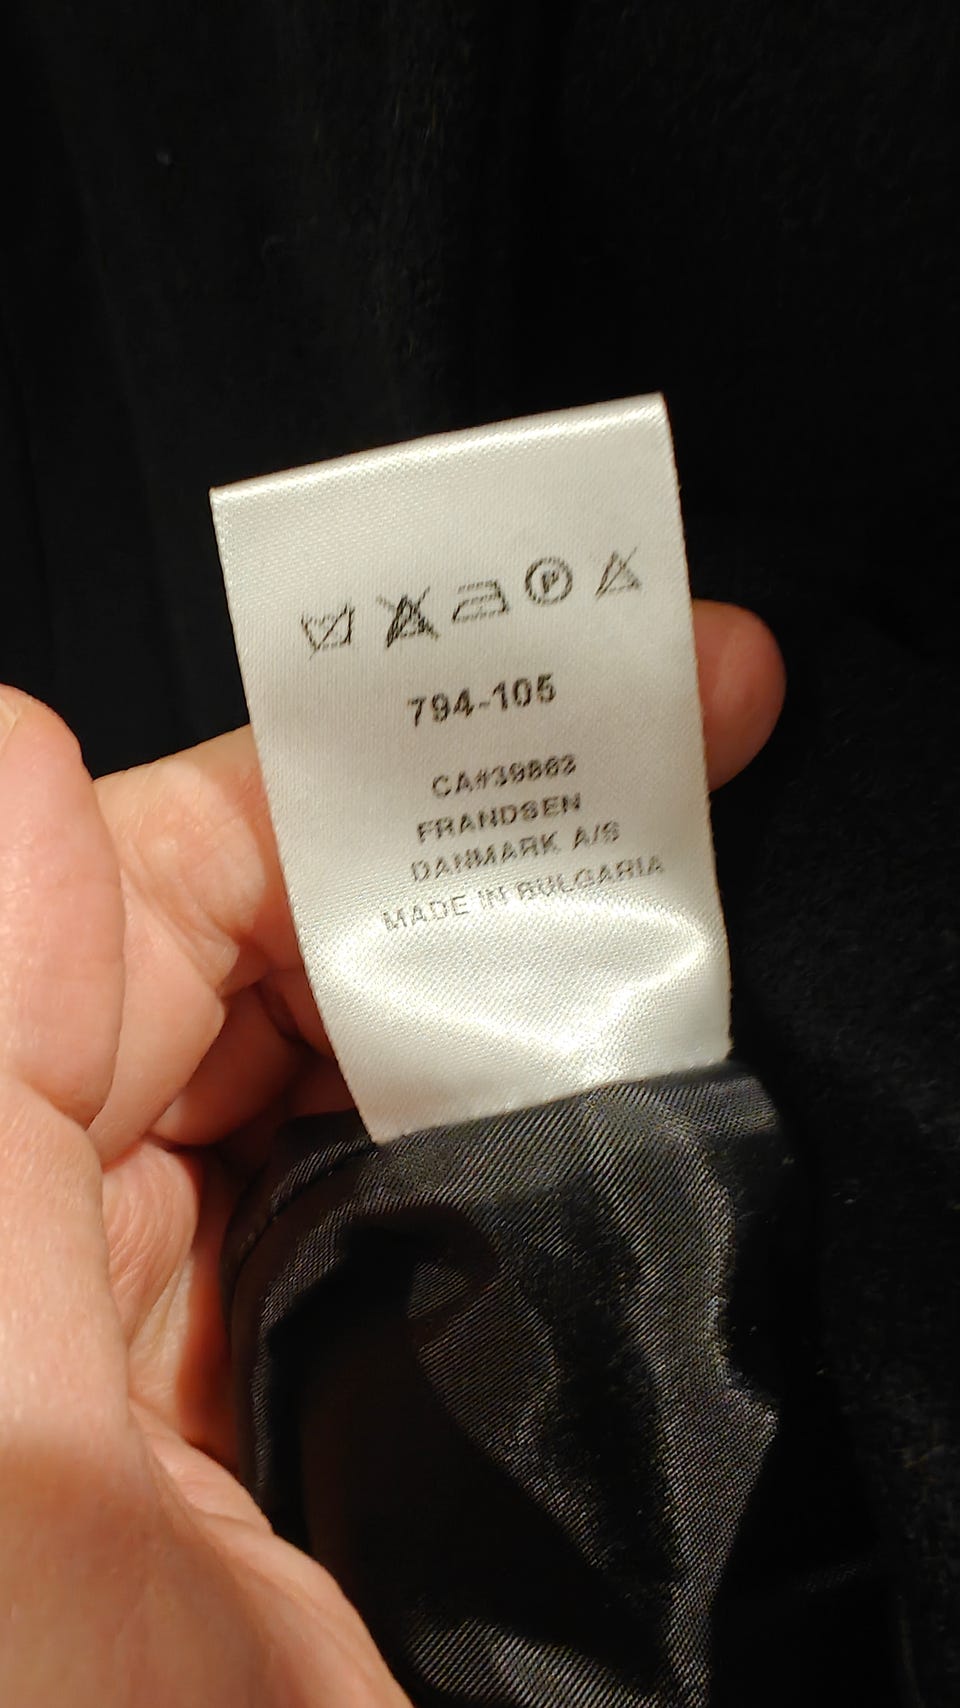 794-105
CA#39863
FRANDSEN
DANMARK A/S
MADE IN BULGARIA